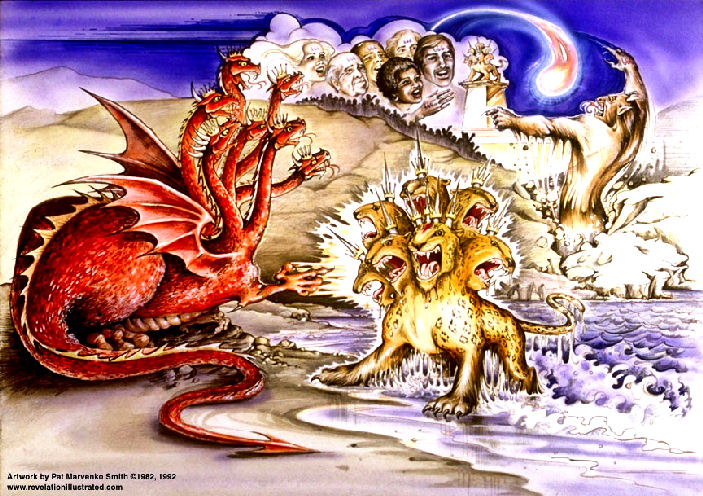 Artwork by Pat Marvenko Smith ©1982, 1992
www.revelationillustrated.com